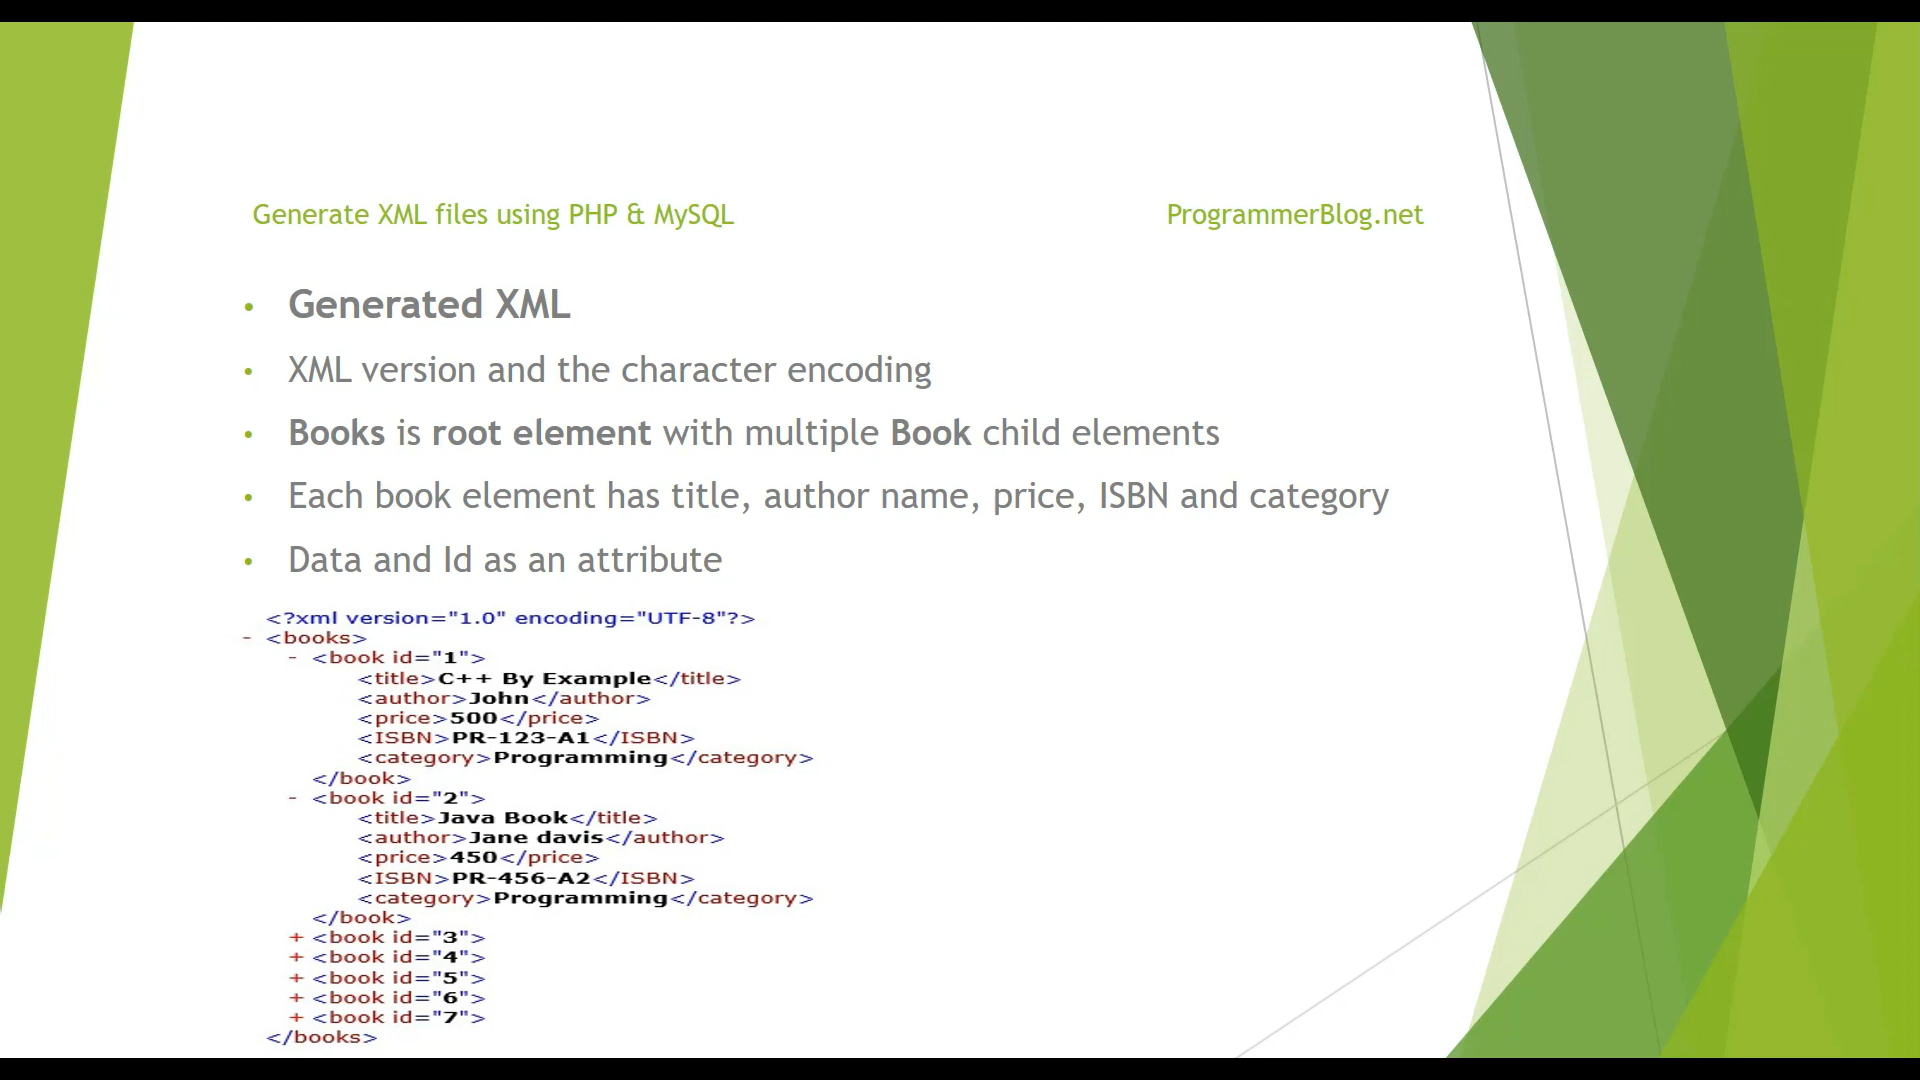 Generate XML files using PHP & MySQL
ProgrammerBlog.net
• Generated XML
• XML version and the character encoding
• Books is root element with multiple Book child elements
• Each book element has title, author name, price, ISBN and category
• Data and Id as an attribute
<?xml version="1.0" encoding="UTF-8"?>
- <books>
- <book id="1">
<title>C++ By Example</title>
<author>John</author>
<price>500</price>
<ISBN>PR-123-A1</ISBN>
<category>Programming</category>
</book>
- <book id="2">
<title>Java Book</title>
<author>Jane davis</author>
<price>450</price>
<ISBN>PR-456-A2</ISBN>
<category>Programming</category>
</book>
+ <book id="3">
+ <book id="4">
+ <book id="5">
+ <book id="6">
+ <book id="7">
</books>